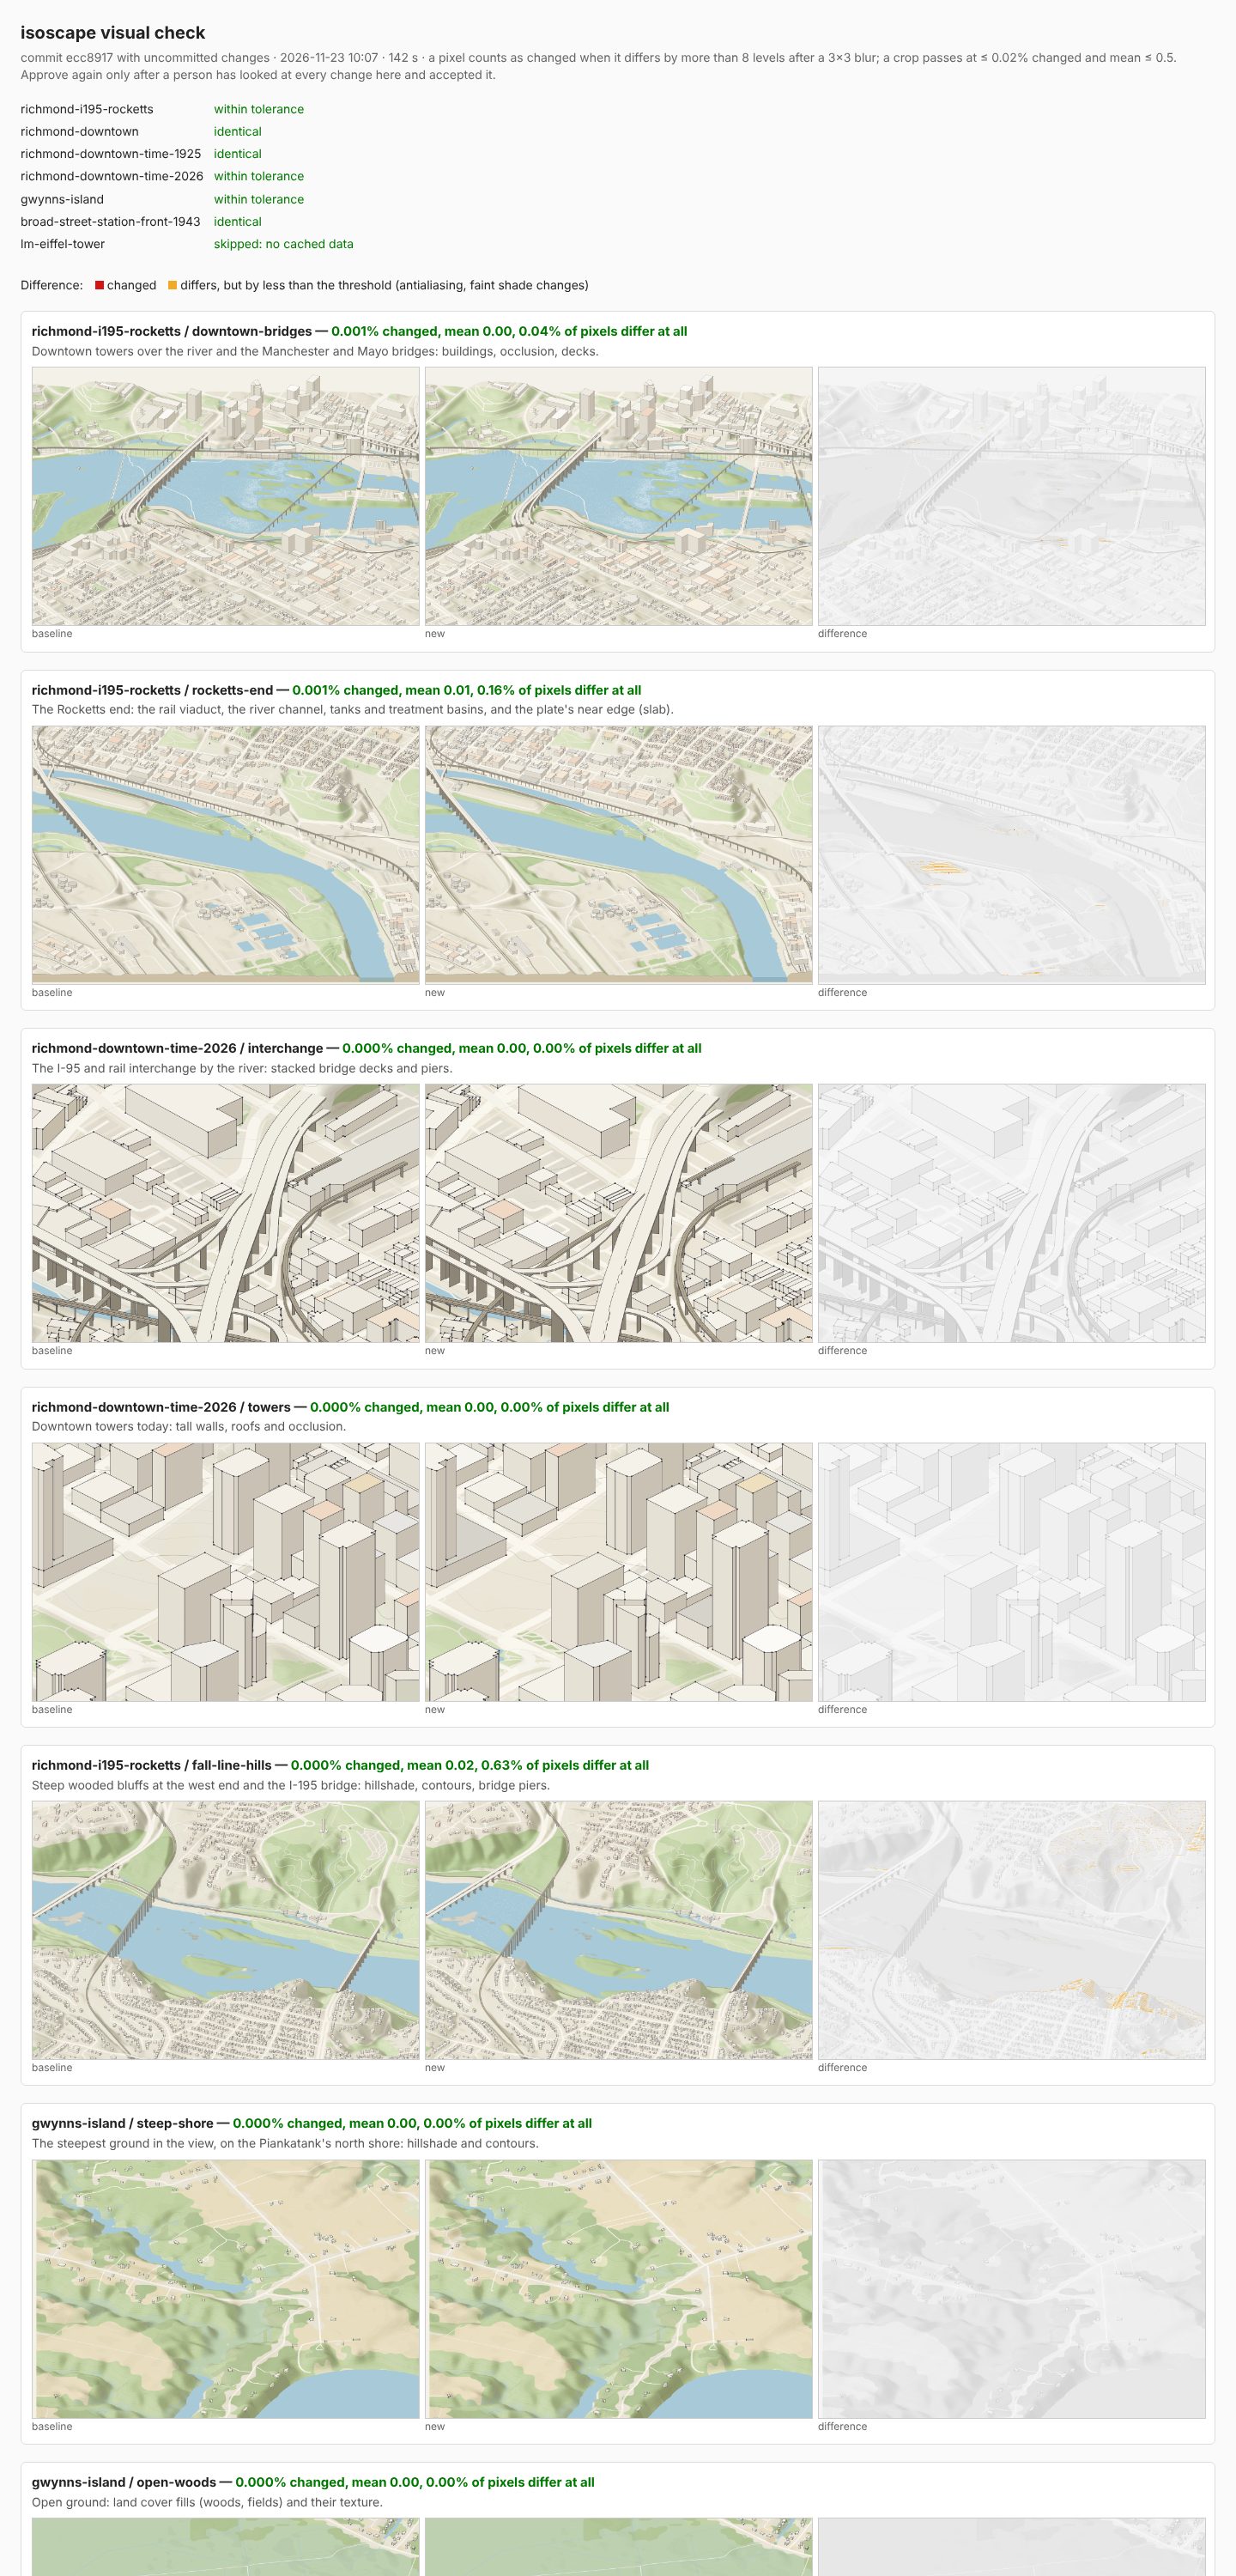 isoscape visual check
commit ecc8917 with uncommitted changes · 2026-11-23 10:07 · 142 s · a pixel counts as changed when it differs by more than 8 levels after a 3×3 blur; a crop passes at ≤ 0.02% changed and mean ≤ 0.5.
Approve again only after a person has looked at every change here and accepted it.
richmond-i195-rocketts within tolerance
richmond-downtown identical
richmond-downtown-time-1925 identical
richmond-downtown-time-2026 within tolerance
gwynns-island within tolerance
broad-street-station-front-1943 identical
lm-eiffel-tower skipped: no cached data
Difference: changed differs, but by less than the threshold (antialiasing, faint shade changes)
richmond-i195-rocketts / downtown-bridges — 0.001% changed, mean 0.00, 0.04% of pixels differ at all
Downtown towers over the river and the Manchester and Mayo bridges: buildings, occlusion, decks.
baseline new difference
richmond-i195-rocketts / rocketts-end — 0.001% changed, mean 0.01, 0.16% of pixels differ at all
The Rocketts end: the rail viaduct, the river channel, tanks and treatment basins, and the plate's near edge (slab).
baseline new difference
richmond-downtown-time-2026 / interchange — 0.000% changed, mean 0.00, 0.00% of pixels differ at all
The I-95 and rail interchange by the river: stacked bridge decks and piers.
baseline new difference
richmond-downtown-time-2026 / towers — 0.000% changed, mean 0.00, 0.00% of pixels differ at all
Downtown towers today: tall walls, roofs and occlusion.
baseline new difference
richmond-i195-rocketts / fall-line-hills — 0.000% changed, mean 0.02, 0.63% of pixels differ at all
Steep wooded bluffs at the west end and the I-195 bridge: hillshade, contours, bridge piers.
baseline new difference
gwynns-island / steep-shore — 0.000% changed, mean 0.00, 0.00% of pixels differ at all
The steepest ground in the view, on the Piankatank's north shore: hillshade and contours.
baseline new difference
gwynns-island / open-woods — 0.000% changed, mean 0.00, 0.00% of pixels differ at all
Open ground: land cover fills (woods, fields) and their texture.